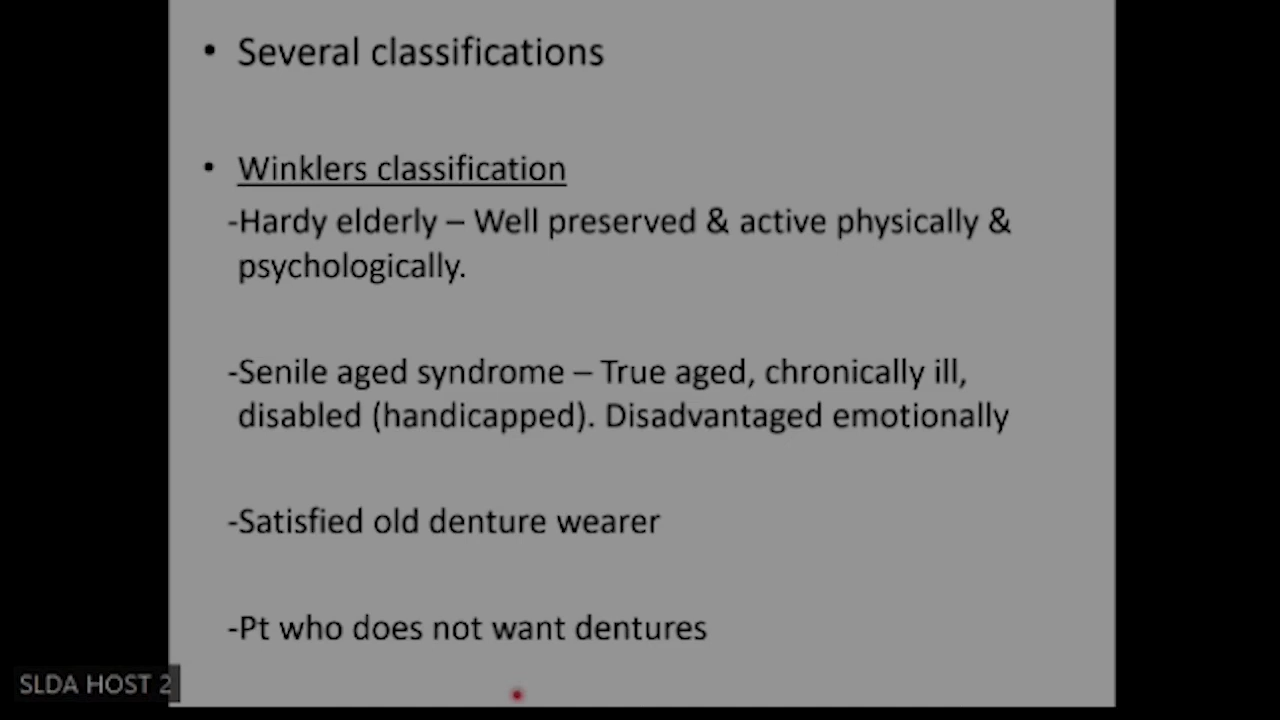 • Several classifications
• Winklers classification
-Hardy elderly – Well preserved & active physically &
psychologically.
-Senile aged syndrome – True aged, chronically ill,
disabled (handicapped). Disadvantaged emotionally
-Satisfied old denture wearer
-Pt who does not want dentures
SLDA HOST 2